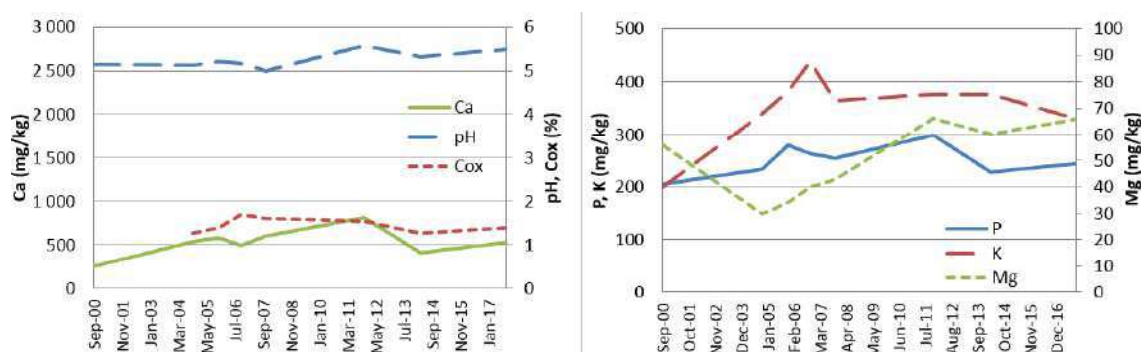 3 000
2 500
2 000
1 500
1 000
500
0
Ca (mg/kg)
6
5
4
3
2
1
0
pH, Cox (%)
Ca
pH
Cox
Sep-00
Nov-01
Jan-03
Mar-04
May-05
Jul-06
Sep-07
Nov-08
Jan-10
Mar-11
May-12
Jul-13
Sep-14
Nov-15
Jan-17
500
400
300
200
100
0
P, K (mg/kg)
100
90
80
70
60
50
40
30
20
10
0
Mg (mg/kg)
P
K
Mg
Sep-00
Oct-01
Nov-02
Dec-03
Jan-05
Feb-06
Mar-07
Apr-08
May-09
Jun-10
Jul-11
Aug-12
Sep-13
Oct-14
Nov-15
Dec-16